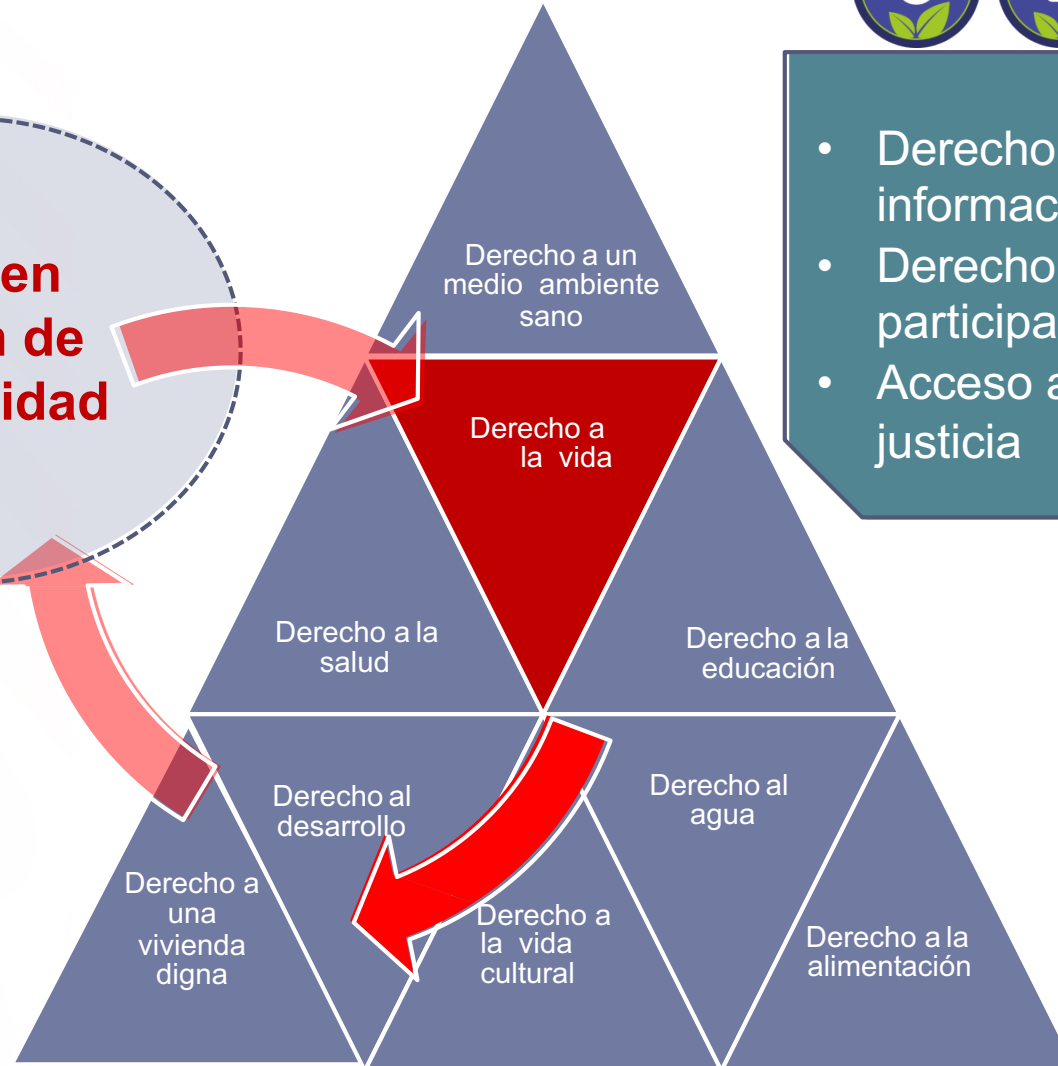 Derecho a un
medio ambiente
sano
Derecho a
la vida
Derecho a la
salud
Derecho a la
educación
Derecho al
desarrollo
Derecho al
agua
Derecho a
una
vivienda
digna
Derecho a
la vida
cultural
Derecho a la
alimentación
en
de
idad
• Derecho
informac
• Derecho
participa
• Acceso a
justicia